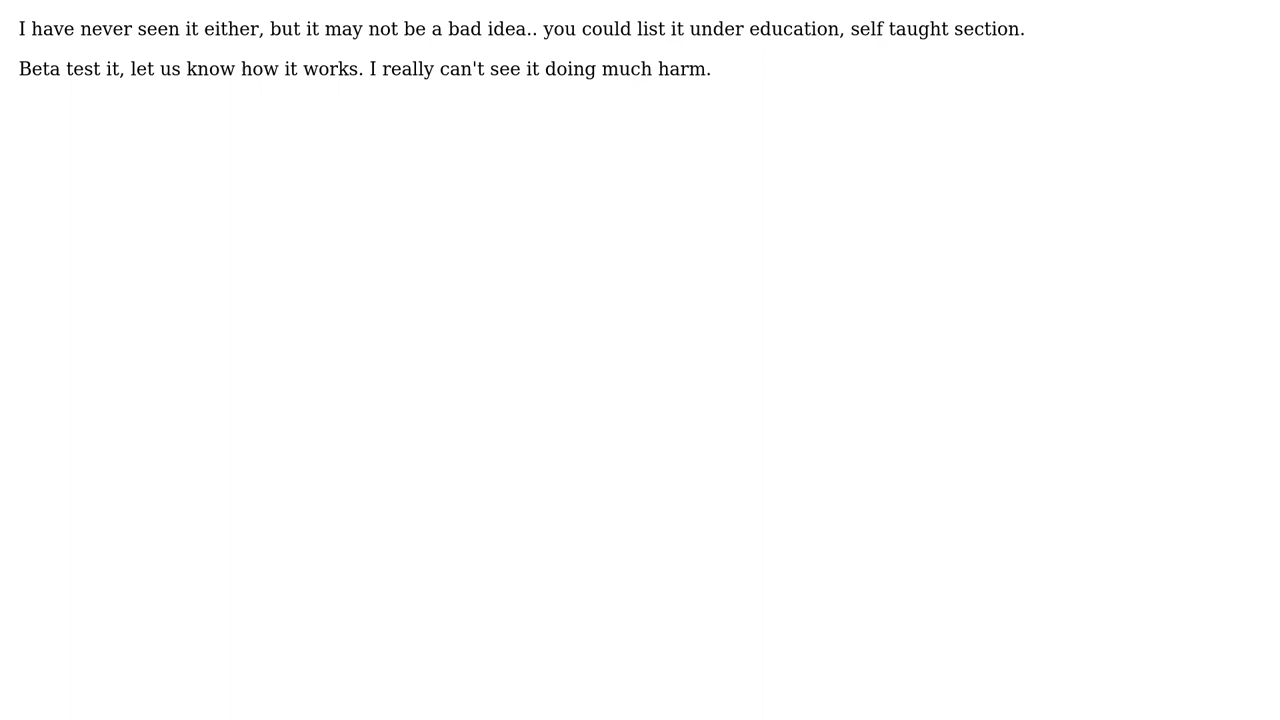 I have never seen it either, but it may not be a bad idea.. you could list it under education, self taught section.
Beta test it, let us know how it works. I really can't see it doing much harm.